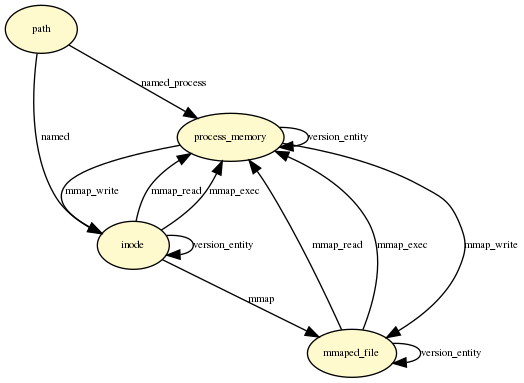 path
named_process
named
process_memory
version_entity
mmap_write
mmap_read
mmap_exec
inode
version_entity
mmap_read
mmap_exec
mmap_write
mmap
mmaped_file
version_entity